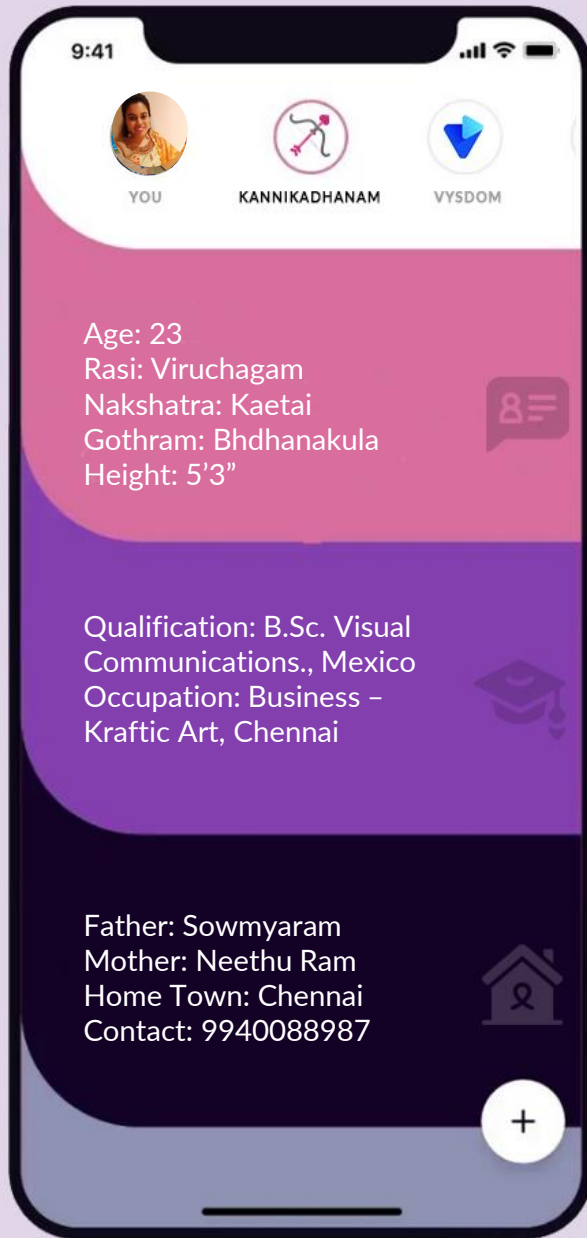 9:41
YOU
KANNIKADHANAM
VYSDOM
Age: 23
Rasi: Viruchagam
Nakshatra: Kaetai
Gothram: Bhdhanakula
Height: 5’3”
Qualification: B.Sc. Visual
Communications., Mexico
Occupation: Business –
Kraftic Art, Chennai
Father: Sowmyaram
Mother: Neethu Ram
Home Town: Chennai
Contact: 9940088987
+